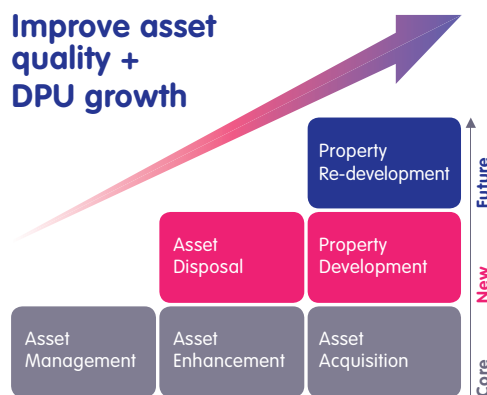 Improve asset
quality +
DPU growth
Property
Re-development
Future
Asset
Disposal
Property
Development
New
Asset
Management
Asset
Enhancement
Asset
Acquisition
Core